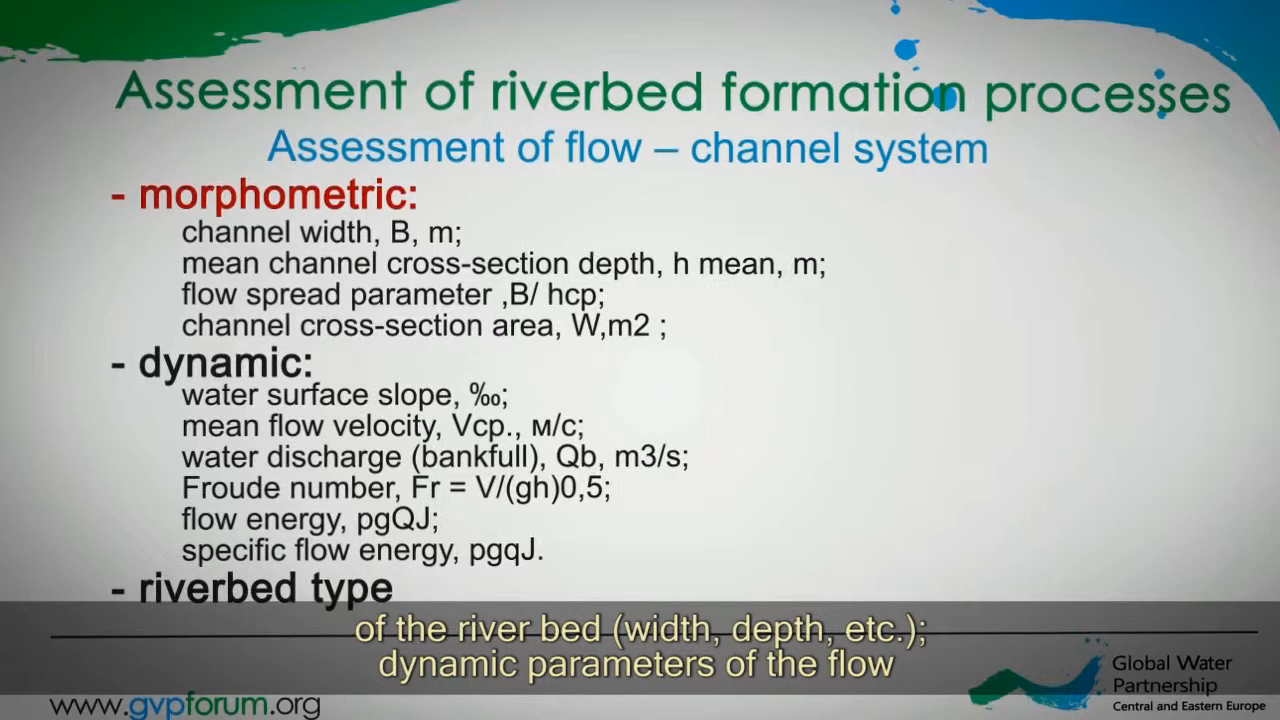 Assessment of riverbed formation processes
Assessment of flow – channel system
- morphometric:
channel width, B, m;
mean channel cross-section depth, h mean, m;
flow spread parameter ,B/ hcp;
channel cross-section area, W,m2 ;
- dynamic:
water surface slope, ‰;
mean flow velocity, Vcp., м/с;
water discharge (bankfull), Qb, m3/s;
Froude number, Fr = V/(gh)0,5;
flow energy, pgQJ;
specific flow energy, pgqJ.
- riverbed type
of the river bed (width, depth, etc.);
dynamic parameters of the flow
www.gvpforum.org
Global Water
Partnership
Central and Eastern Europe